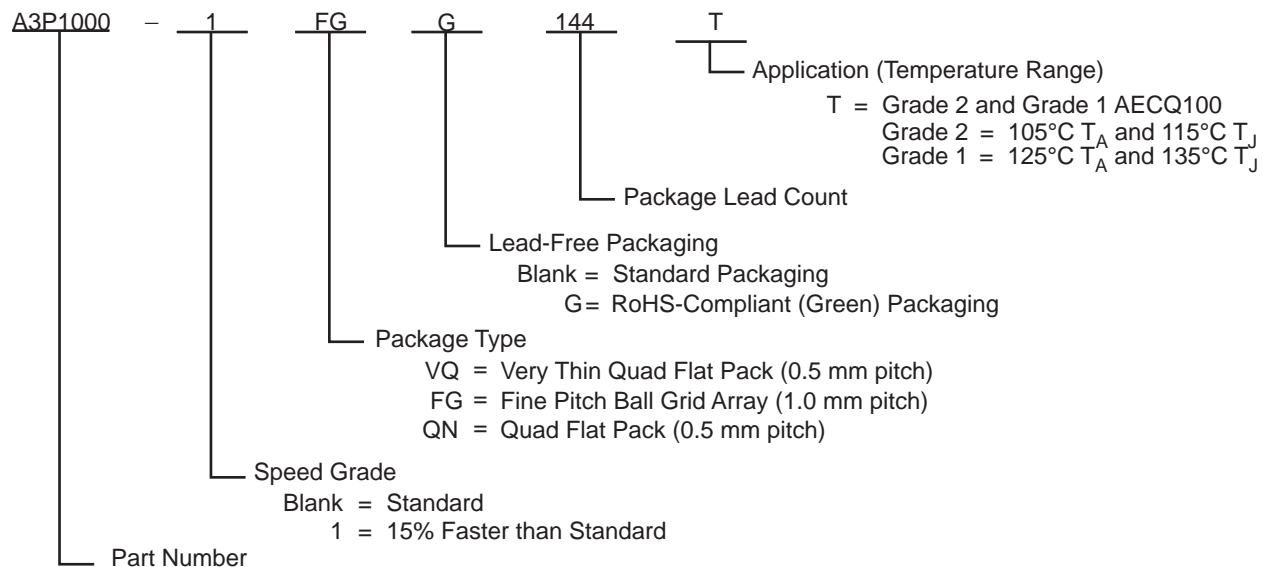 A3P1000 – 1 FG G 144 T
Application (Temperature Range)
T = Grade 2 and Grade 1 AECQ100
Grade 2 = 105°C TA and 115°C TJ
Grade 1 = 125°C TA and 135°C TJ
Package Lead Count
Lead-Free Packaging
Blank = Standard Packaging
G= RoHS-Compliant (Green) Packaging
Package Type
VQ = Very Thin Quad Flat Pack (0.5 mm pitch)
FG = Fine Pitch Ball Grid Array (1.0 mm pitch)
QN = Quad Flat Pack (0.5 mm pitch)
Speed Grade
Blank = Standard
1 = 15% Faster than Standard
Part Number